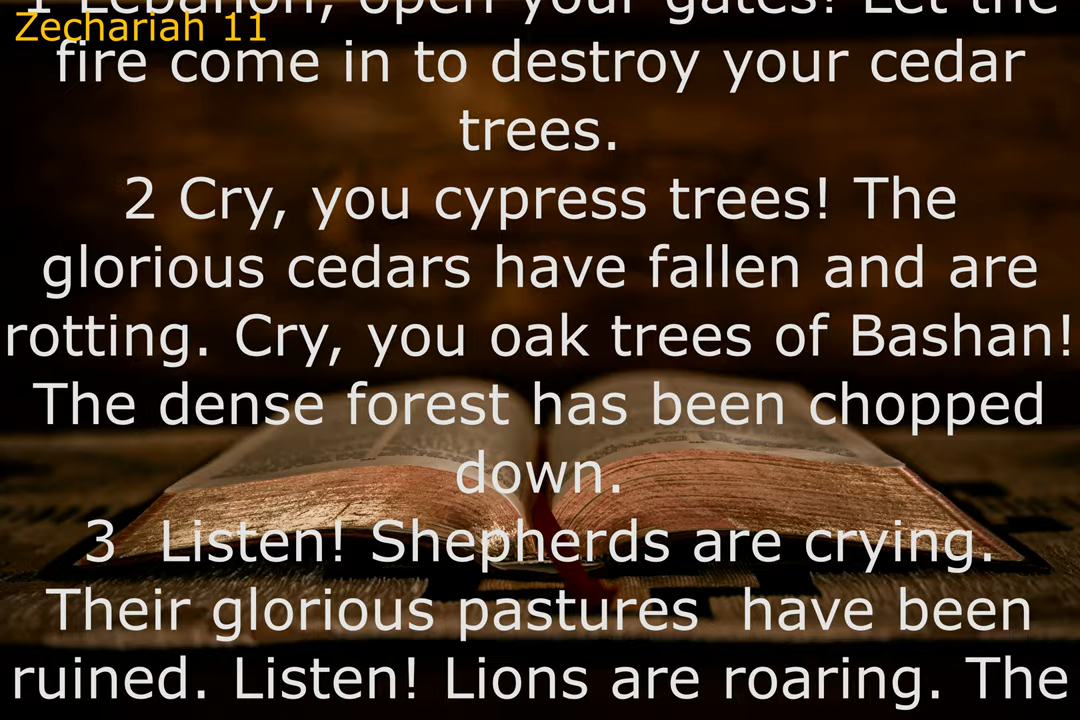 Zechariah 11
1 Lebanon, open your gates! Let the
fire come in to destroy your cedar
trees.
2 Cry, you cypress trees! The
glorious cedars have fallen and are
rotting. Cry, you oak trees of Bashan!
The dense forest has been chopped
down.
3 Listen! Shepherds are crying.
Their glorious pastures have been
ruined. Listen! Lions are roaring. The